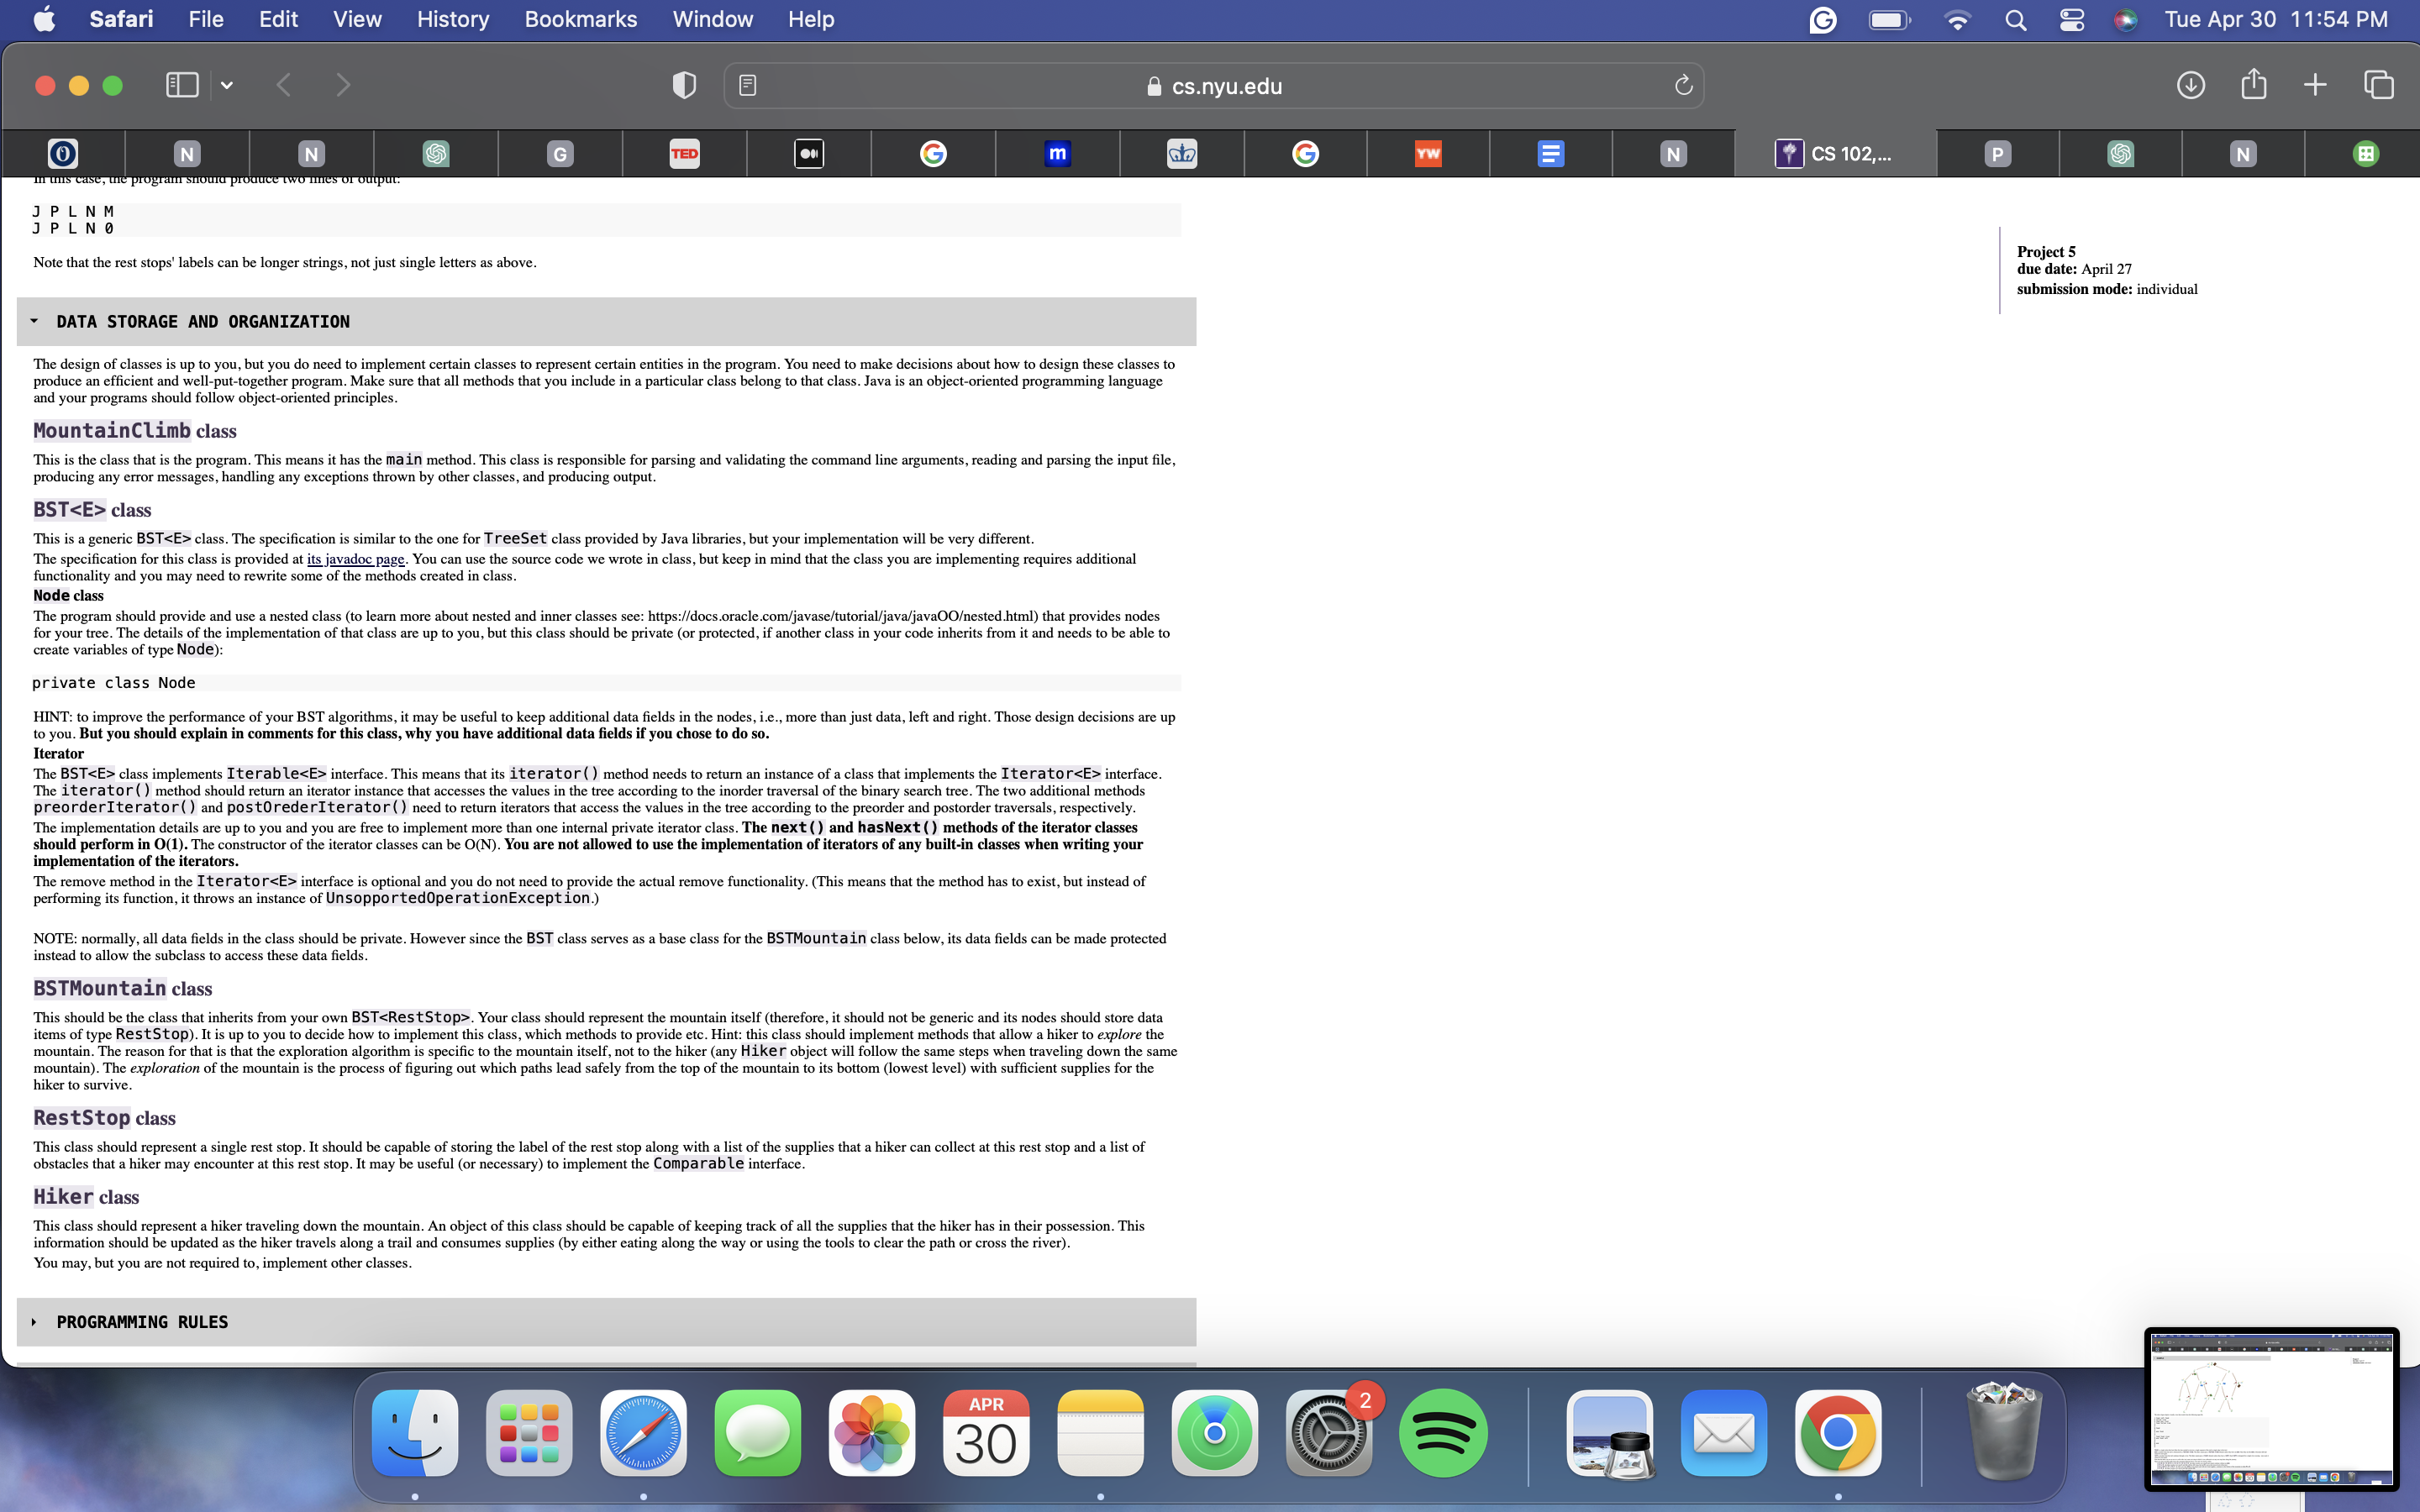 Safari File Edit View History Bookmarks Window Help Tue Apr 30 11:54 PM
cs.nyu.edu
N N G TED G m G YW N CS 102,... P N
In this case, the program should produce two lines of output:
J P L N M
J P L N 0
Note that the rest stops' labels can be longer strings, not just single letters as above.
Project 5
due date: April 27
submission mode: individual
DATA STORAGE AND ORGANIZATION
The design of classes is up to you, but you do need to implement certain classes to represent certain entities in the program. You need to make decisions about how to design these classes to
produce an efficient and well-put-together program. Make sure that all methods that you include in a particular class belong to that class. Java is an object-oriented programming language
and your programs should follow object-oriented principles.
MountainClimb class
This is the class that is the program. This means it has the main method. This class is responsible for parsing and validating the command line arguments, reading and parsing the input file,
producing any error messages, handling any exceptions thrown by other classes, and producing output.
BST<E> class
This is a generic BST<E> class. The specification is similar to the one for TreeSet class provided by Java libraries, but your implementation will be very different.
The specification for this class is provided at its javadoc page. You can use the source code we wrote in class, but keep in mind that the class you are implementing requires additional
functionality and you may need to rewrite some of the methods created in class.
Node class
The program should provide and use a nested class (to learn more about nested and inner classes see: https://docs.oracle.com/javase/tutorial/java/javaOO/nested.html) that provides nodes
for your tree. The details of the implementation of that class are up to you, but this class should be private (or protected, if another class in your code inherits from it and needs to be able to
create variables of type Node):
private class Node
HINT: to improve the performance of your BST algorithms, it may be useful to keep additional data fields in the nodes, i.e., more than just data, left and right. Those design decisions are up
to you. But you should explain in comments for this class, why you have additional data fields if you chose to do so.
Iterator
The BST<E> class implements Iterable<E> interface. This means that its iterator() method needs to return an instance of a class that implements the Iterator<E> interface.
The iterator() method should return an iterator instance that accesses the values in the tree according to the inorder traversal of the binary search tree. The two additional methods
preorderIterator() and postOrederIterator() need to return iterators that access the values in the tree according to the preorder and postorder traversals, respectively.
The implementation details are up to you and you are free to implement more than one internal private iterator class. The next() and hasNext() methods of the iterator classes
should perform in O(1). The constructor of the iterator classes can be O(N). You are not allowed to use the implementation of iterators of any built-in classes when writing your
implementation of the iterators.
The remove method in the Iterator<E> interface is optional and you do not need to provide the actual remove functionality. (This means that the method has to exist, but instead of
performing its function, it throws an instance of UnsopportedOperationException.)
NOTE: normally, all data fields in the class should be private. However since the BST class serves as a base class for the BSTMountain class below, its data fields can be made protected
instead to allow the subclass to access these data fields.
BSTMountain class
This should be the class that inherits from your own BST<RestStop>. Your class should represent the mountain itself (therefore, it should not be generic and its nodes should store data
items of type RestStop). It is up to you to decide how to implement this class, which methods to provide etc. Hint: this class should implement methods that allow a hiker to explore the
mountain. The reason for that is that the exploration algorithm is specific to the mountain itself, not to the hiker (any Hiker object will follow the same steps when traveling down the same
mountain). The exploration of the mountain is the process of figuring out which paths lead safely from the top of the mountain to its bottom (lowest level) with sufficient supplies for the
hiker to survive.
RestStop class
This class should represent a single rest stop. It should be capable of storing the label of the rest stop along with a list of the supplies that a hiker can collect at this rest stop and a list of
obstacles that a hiker may encounter at this rest stop. It may be useful (or necessary) to implement the Comparable interface.
Hiker class
This class should represent a hiker traveling down the mountain. An object of this class should be capable of keeping track of all the supplies that the hiker has in their possession. This
information should be updated as the hiker travels along a trail and consumes supplies (by either eating along the way or using the tools to clear the path or cross the river).
You may, but you are not required to, implement other classes.
PROGRAMMING RULES
APR
30
2